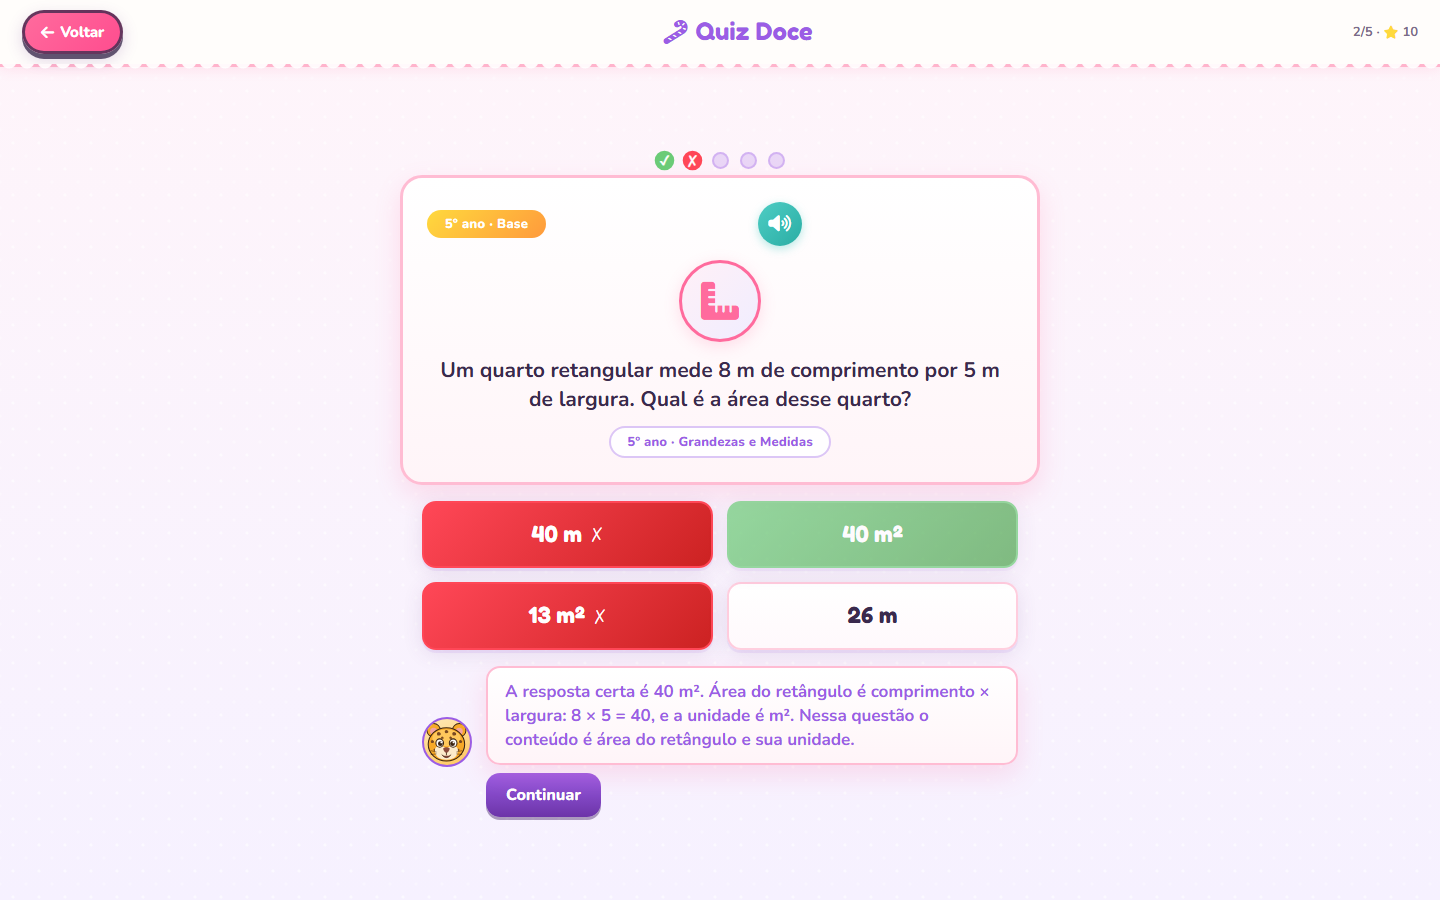 Voltar
Quiz Doce
2/5 · ⭐ 10
5º ano · Base
Um quarto retangular mede 8 m de comprimento por 5 m
de largura. Qual é a área desse quarto?
5º ano · Grandezas e Medidas
40 m ✗
40 m²
13 m² ✗
26 m
A resposta certa é 40 m². Área do retângulo é comprimento ×
largura: 8 × 5 = 40, e a unidade é m². Nessa questão o
conteúdo é área do retângulo e sua unidade.
Continuar